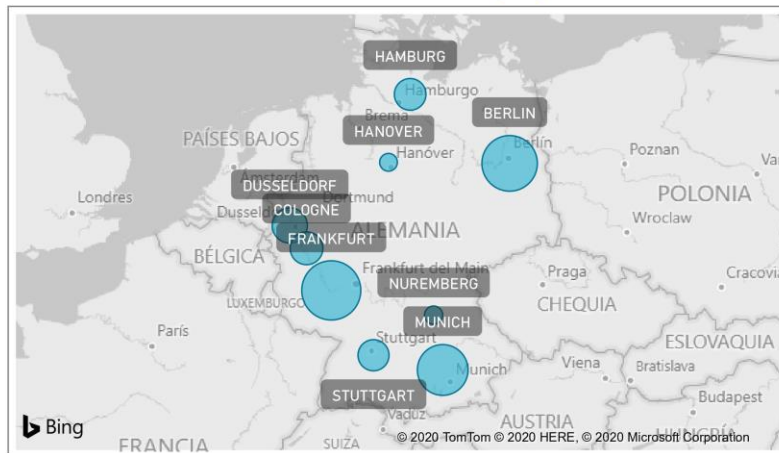 HAMBURG
Hamburgo
Brema
HANOVER
BERLIN
Hanóver
Berlín
PAÍSES BAJOS
Poznan
DUSSELDORF
Dortmund
POLONIA
Londres
COLOGNE
ALEMANIA
Wroclaw
FRANKFURT
BÉLGICA
Frankfurt del Main
Praga
Cracovia
NUREMBERG
LUXEMBURGO
CHEQUIA
MUNICH
París
Stuttgart
ESLOVAQUIA
Viena
Bratislava
Munich
STUTTGART
Budapest
Vaduz
AUSTRIA
Bing
FRANCIA
SUIZA
© 2020 TomTom © 2020 HERE, © 2020 Microsoft Corporation